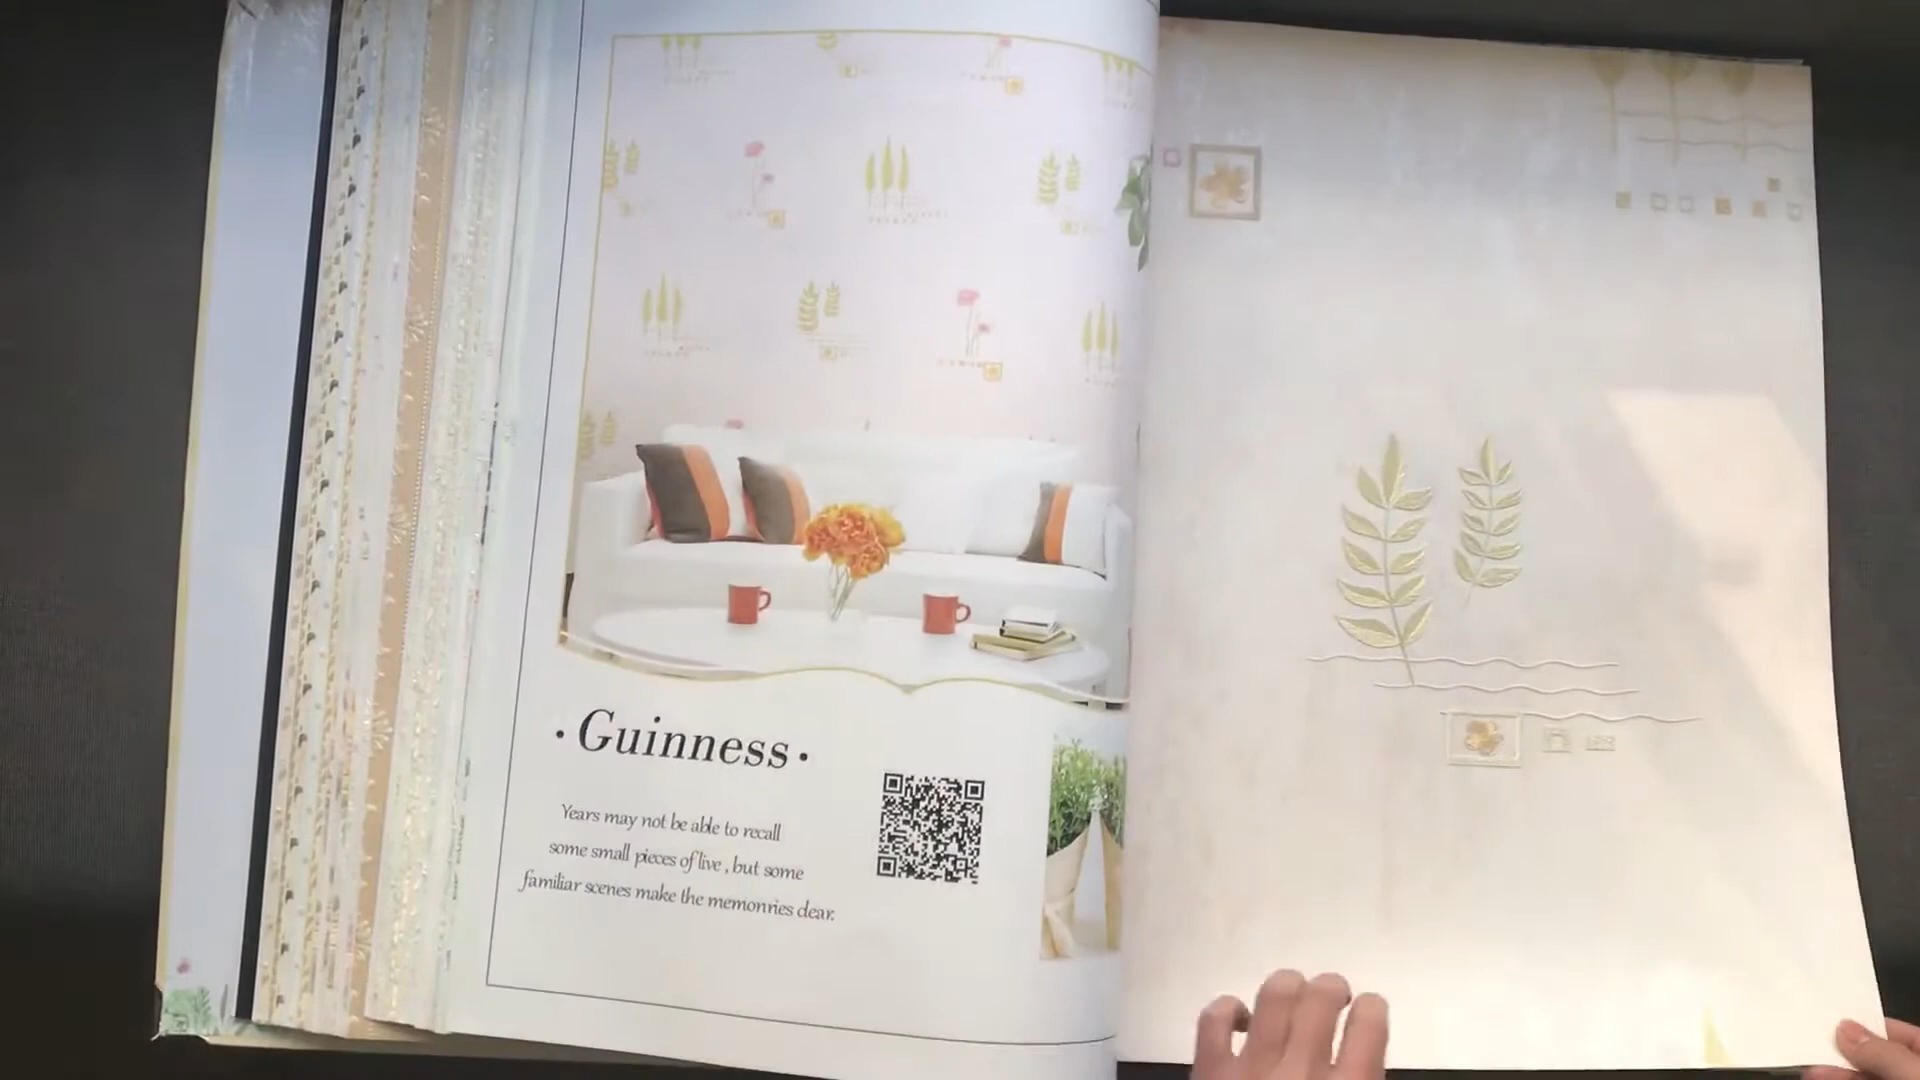 · Guinness ·
Years may not be able to recall
some small pieces of live , but some
familiar scenes make the memonries dear.